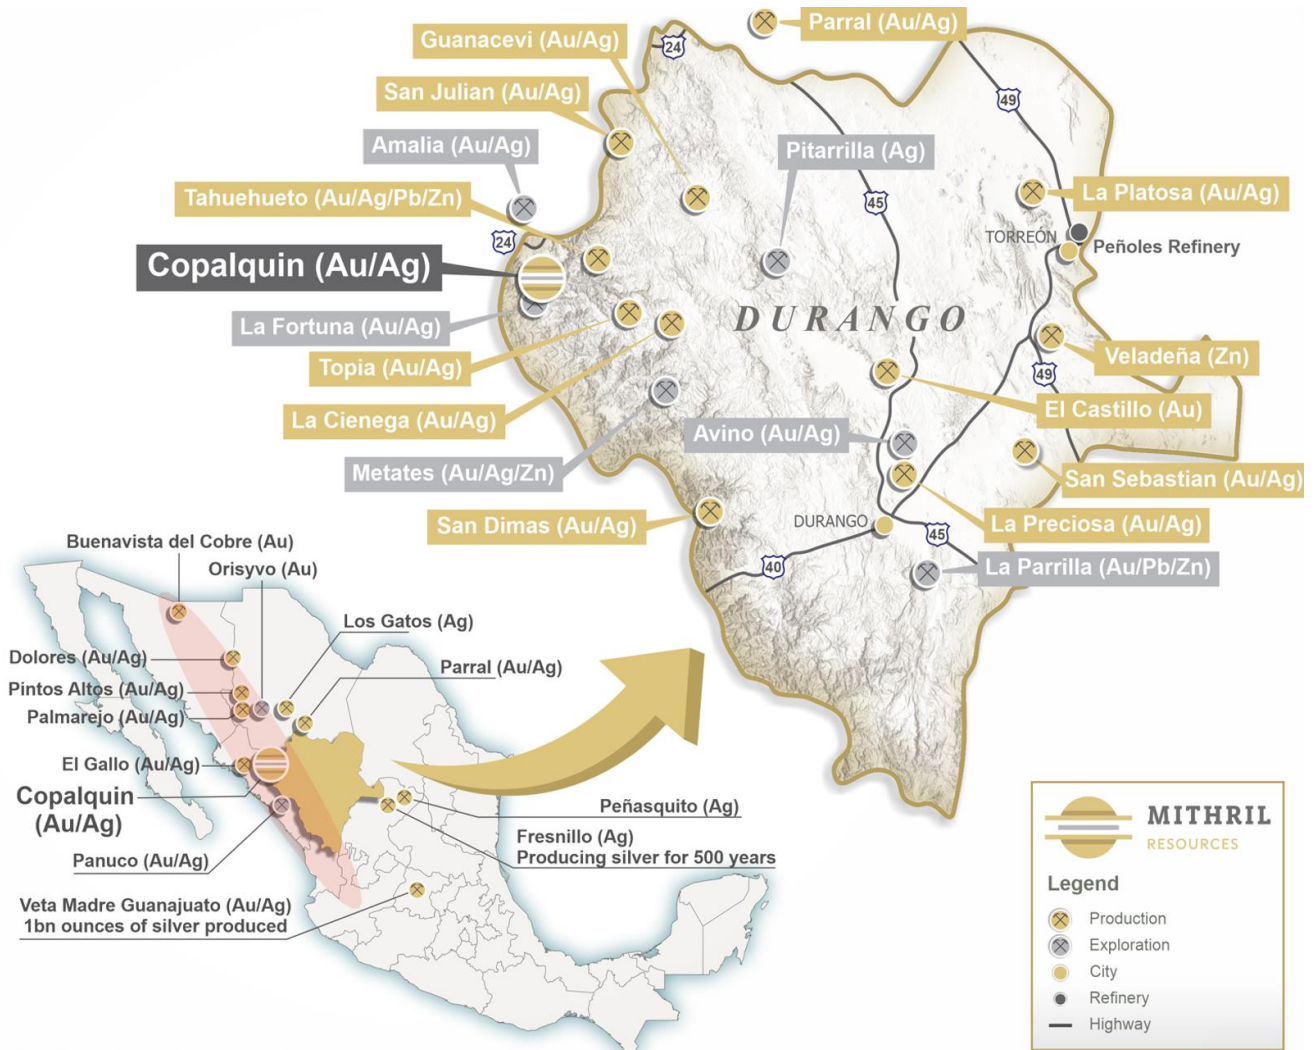 Parral (Au/Ag)
Guanacevi (Au/Ag)
24
San Julian (Au/Ag)
49
Amalia (Au/Ag)
Pitarrilla (Ag)
Tahuehueto (Au/Ag/Pb/Zn)
La Platosa (Au/Ag)
45
24
TORREÓN
Peñoles Refinery
Copalquin (Au/Ag)
La Fortuna (Au/Ag)
DURANGO
Topia (Au/Ag)
Veladeña (Zn)
49
La Cienega (Au/Ag)
El Castillo (Au)
Avino (Au/Ag)
Metates (Au/Ag/Zn)
San Sebastian (Au/Ag)
San Dimas (Au/Ag)
DURANGO
La Preciosa (Au/Ag)
45
40
La Parrilla (Au/Pb/Zn)
Buenavista del Cobre (Au)
Orisyvo (Au)
Los Gatos (Ag)
Dolores (Au/Ag)
Parral (Au/Ag)
Pintos Altos (Au/Ag)
Palmarejo (Au/Ag)
El Gallo (Au/Ag)
Copalquin
(Au/Ag)
Peñasquito (Ag)
Fresnillo (Ag)
Producing silver for 500 years
Panuco (Au/Ag)
Veta Madre Guanajuato (Au/Ag)
1bn ounces of silver produced
MITHRIL
RESOURCES
Legend
Production
Exploration
City
Refinery
Highway